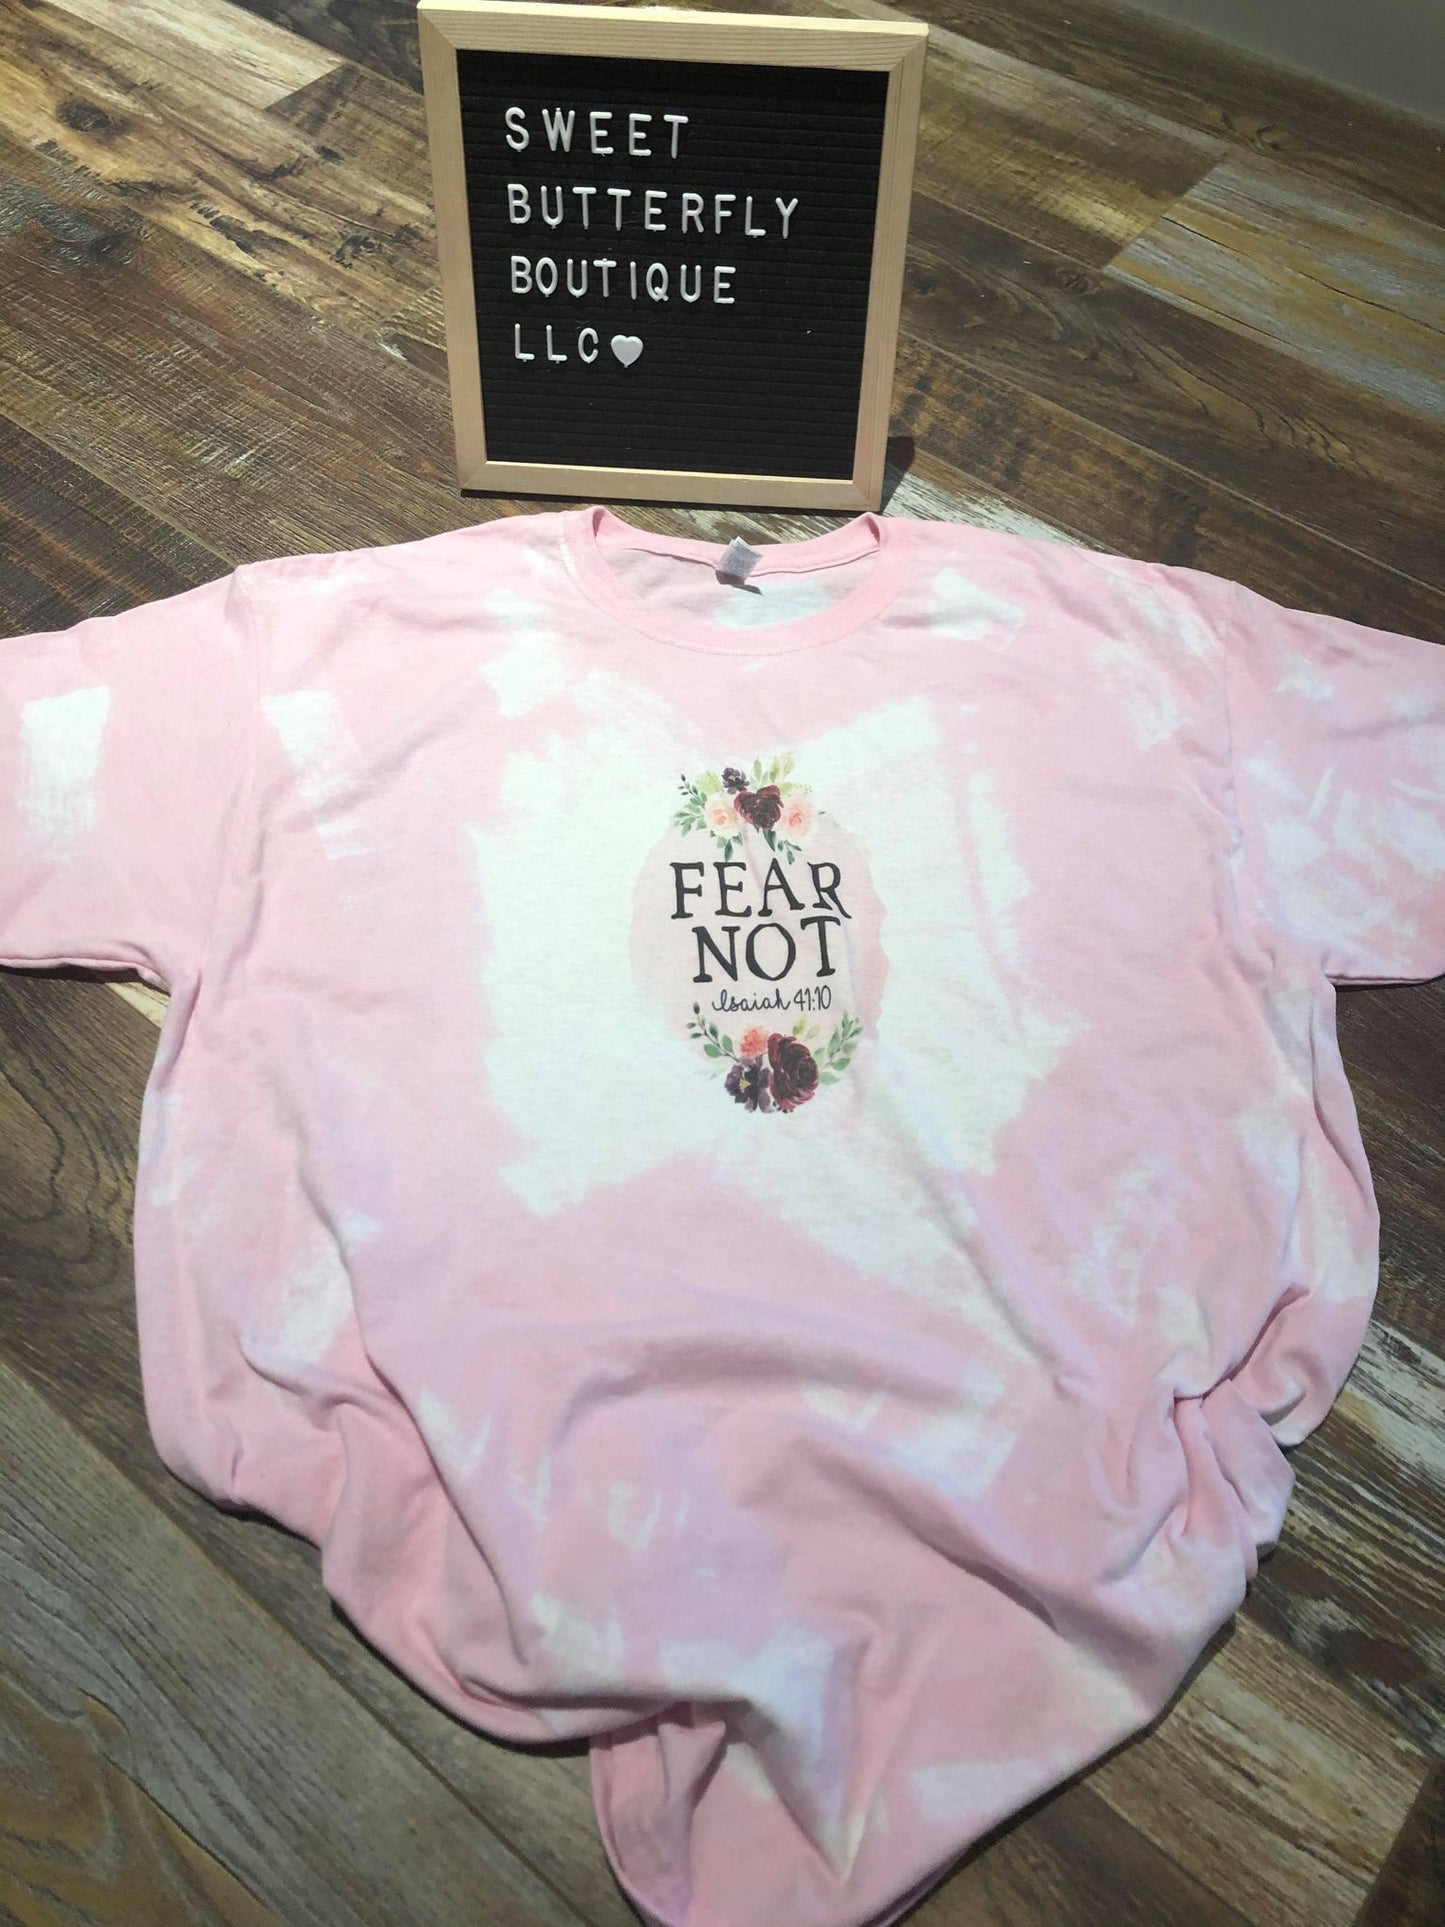 SWEET
BUTTERFLY
BOUTIQUE
LLC♥
FEAR
NOT
Isaiah 41:10